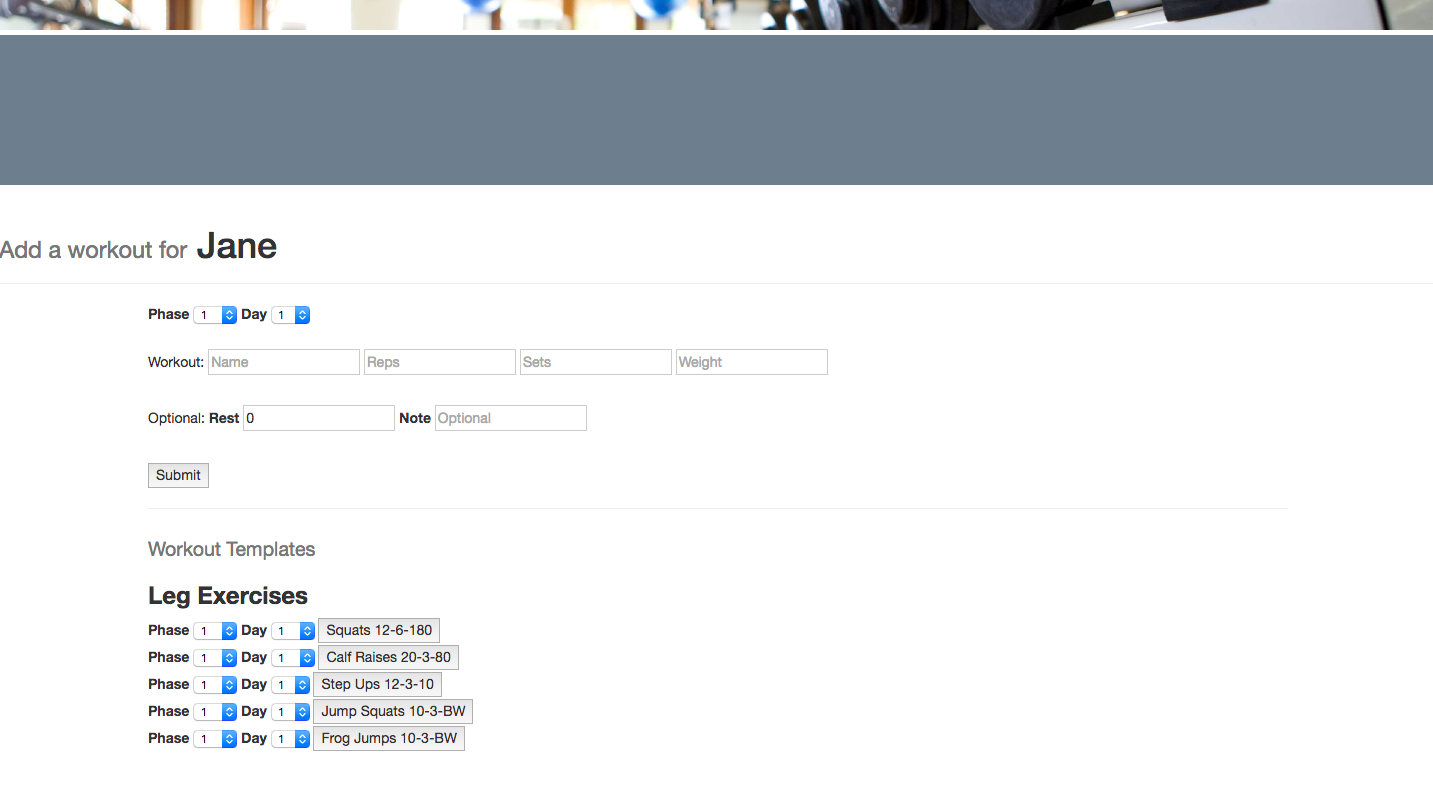 Add a workout for Jane
Phase 1 Day 1
Workout: Name Reps Sets Weight
Optional: Rest 0 Note Optional
Submit
Workout Templates
Leg Exercises
Phase 1 Day 1 Squats 12-6-180
Phase 1 Day 1 Calf Raises 20-3-80
Phase 1 Day 1 Step Ups 12-3-10
Phase 1 Day 1 Jump Squats 10-3-BW
Phase 1 Day 1 Frog Jumps 10-3-BW